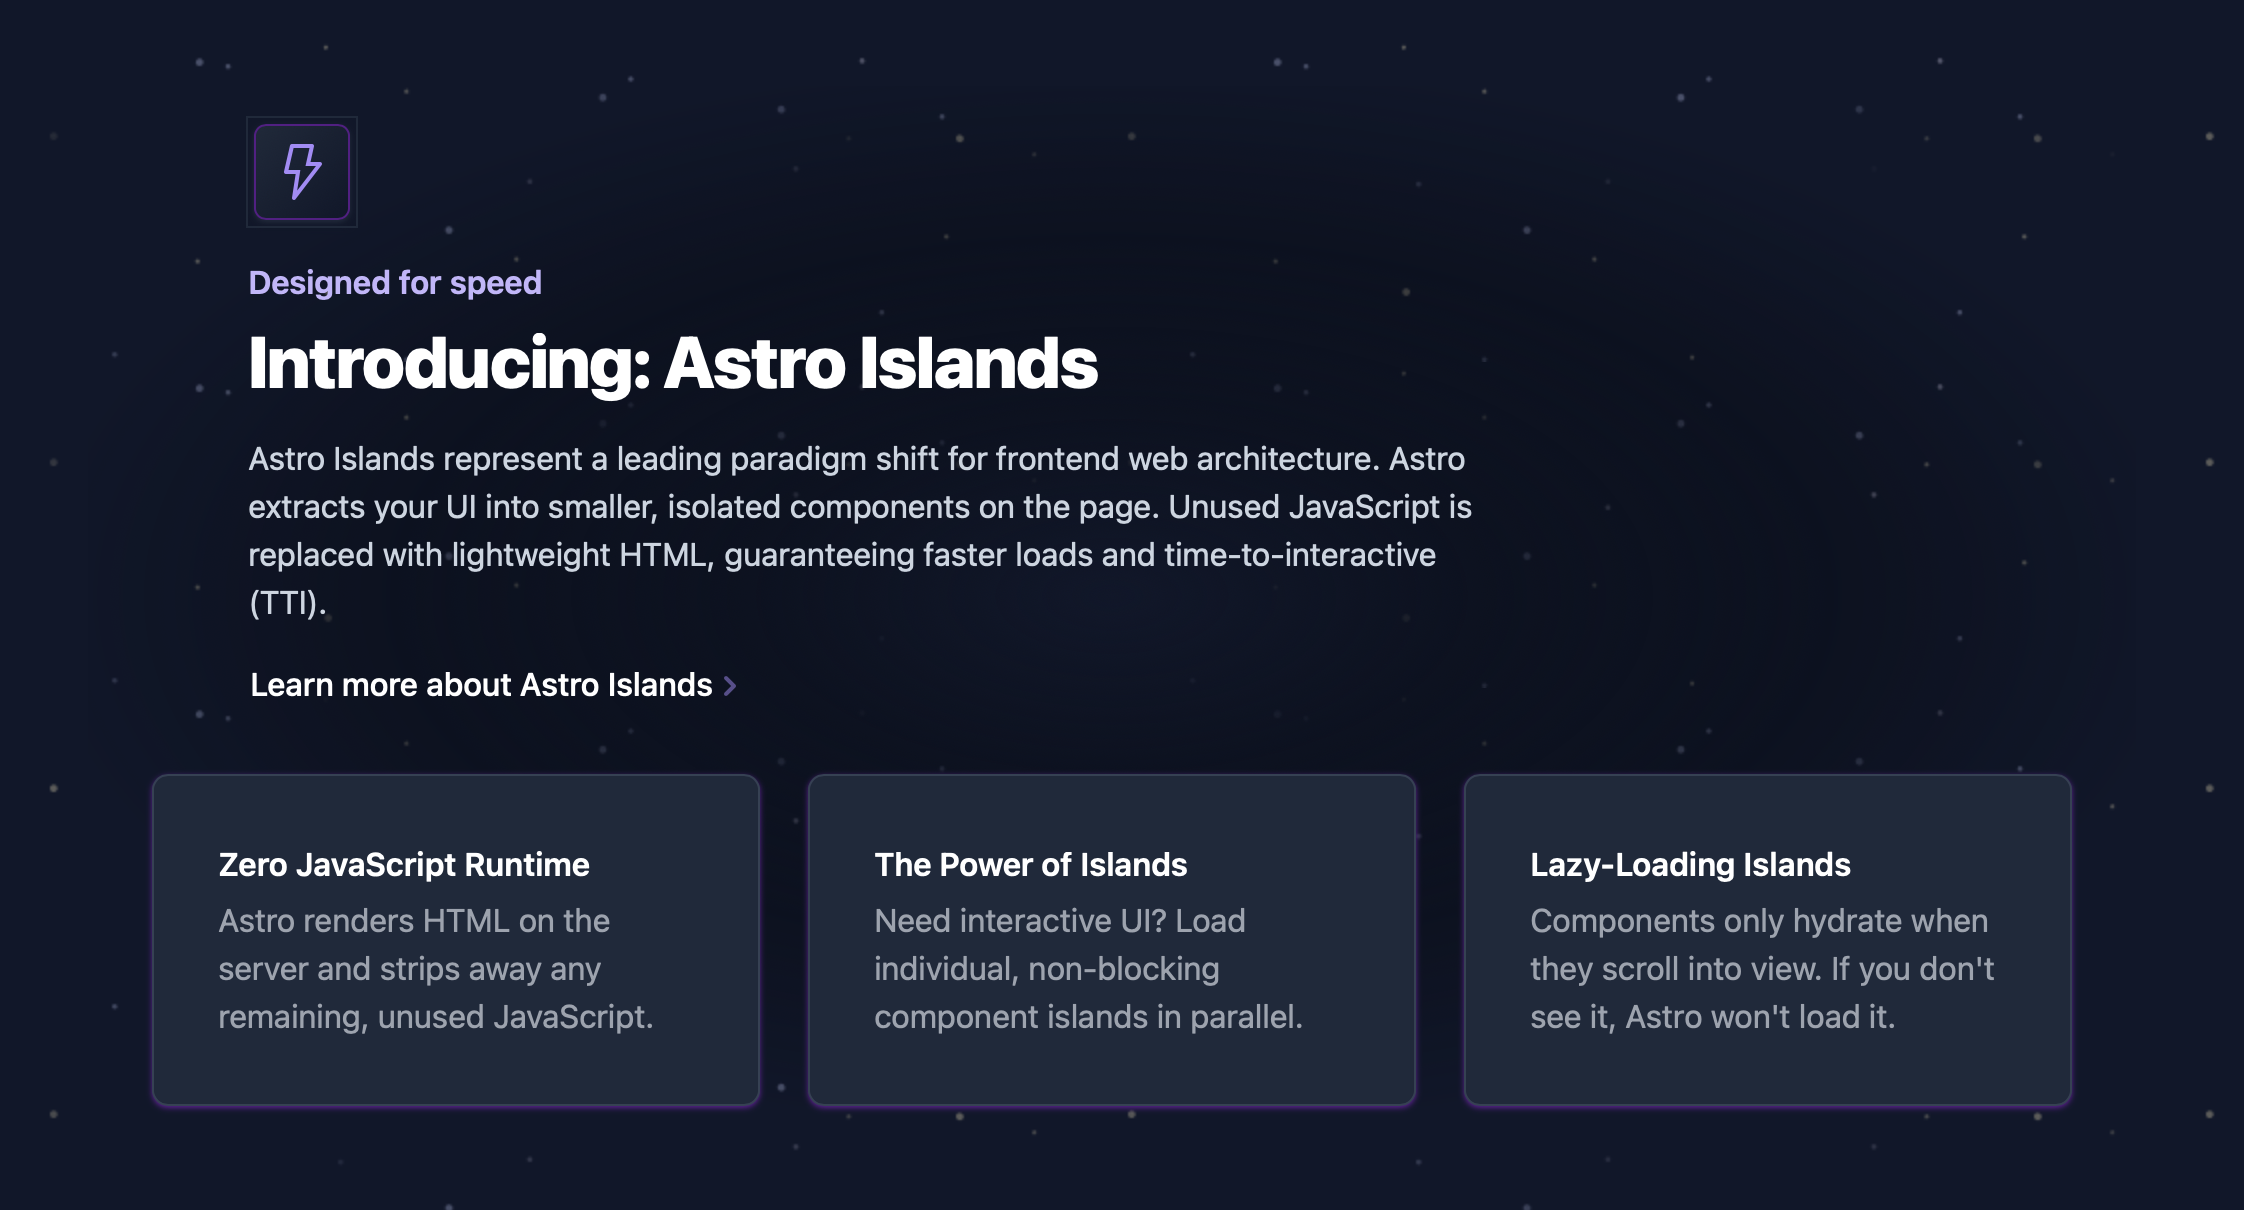 Designed for speed
Introducing: Astro Islands
Astro Islands represent a leading paradigm shift for frontend web architecture. Astro
extracts your UI into smaller, isolated components on the page. Unused JavaScript is
replaced with lightweight HTML, guaranteeing faster loads and time-to-interactive
(TTI).
Learn more about Astro Islands
Zero JavaScript Runtime
Astro renders HTML on the
server and strips away any
remaining, unused JavaScript.
The Power of Islands
Need interactive UI? Load
individual, non-blocking
component islands in parallel.
Lazy-Loading Islands
Components only hydrate when
they scroll into view. If you don't
see it, Astro won't load it.